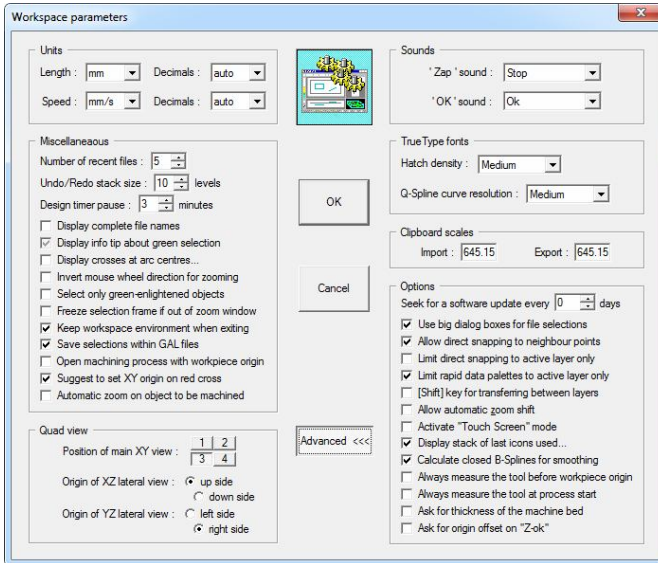 Workspace parameters
Units
Length : mm Decimals : auto
Speed : mm/s Decimals : auto
Miscellaneaous
Number of recent files : 5
Undo/Redo stack size : 10 levels
Design timer pause : 3 minutes
Display complete file names
Display info tip about green selection
Display crosses at arc centres...
Invert mouse wheel direction for zooming
Select only green-enlightened objects
Freeze selection frame if out of zoom window
Keep workspace environment when exiting
Save selections within GAL files
Open machining process with workpiece origin
Suggest to set XY origin on red cross
Automatic zoom on object to be machined
Quad view
Position of main XY view : 1 2
3 4
Origin of XZ lateral view : up side
down side
Origin of YZ lateral view : left side
right side
OK
Cancel
Advanced <<<
Sounds
' Zap ' sound : Stop
' OK ' sound : Ok
TrueType fonts
Hatch density : Medium
Q-Spline curve resolution : Medium
Clipboard scales
Import : 645.15 Export : 645.15
Options
Seek for a software update every 0 days
Use big dialog boxes for file selections
Allow direct snapping to neighbour points
Limit direct snapping to active layer only
Limit rapid data palettes to active layer only
[Shift] key for transferring between layers
Allow automatic zoom shift
Activate "Touch Screen" mode
Display stack of last icons used...
Calculate closed B-Splines for smoothing
Always measure the tool before workpiece origin
Always measure the tool at process start
Ask for thickness of the machine bed
Ask for origin offset on "Z-ok"